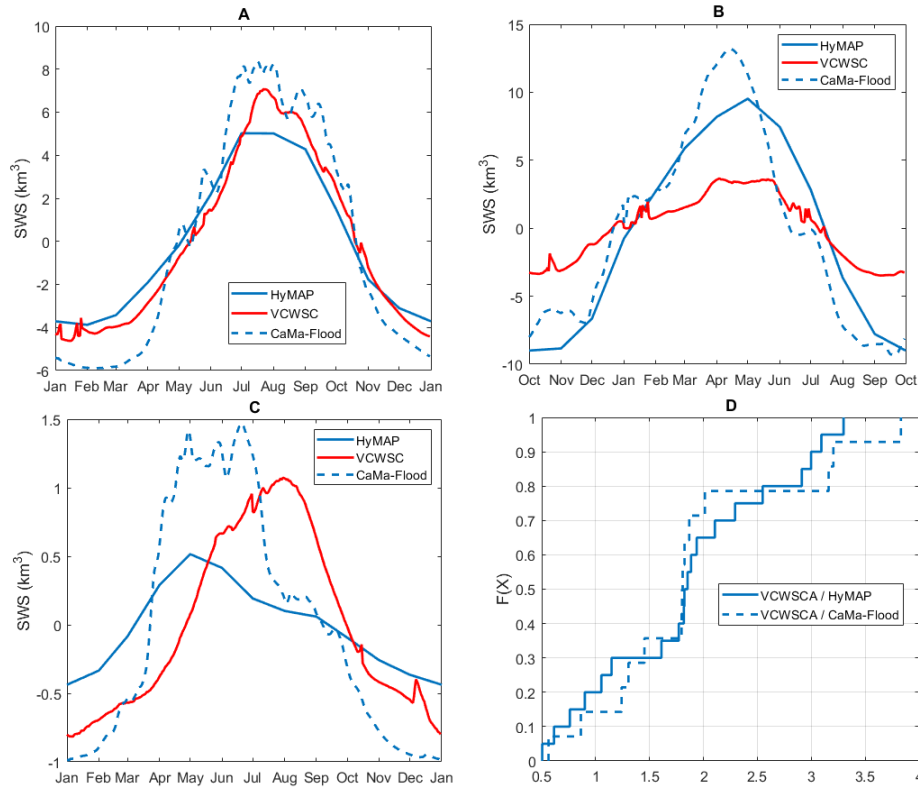 A
10
8
6
4
2
0
-2
-4
-6
SWS (km³)
HyMAP
VCWSC
CaMa-Flood
Jan Feb Mar Apr May Jun Jul Aug Sep Oct Nov Dec Jan
B
15
10
5
0
-5
-10
SWS (km³)
HyMAP
VCWSC
CaMa-Flood
Oct Nov Dec Jan Feb Mar Apr May Jun Jul Aug Sep Oct
C
1.5
1
0.5
0
-0.5
-1
SWS (km³)
HyMAP
VCWSC
CaMa-Flood
Jan Feb Mar Apr May Jun Jul Aug Sep Oct Nov Dec Jan
D
1
0.9
0.8
0.7
0.6
0.5
0.4
0.3
0.2
0.1
0
F(X)
VCWSCA / HyMAP
VCWSCA / CaMa-Flood
0.5 1 1.5 2 2.5 3 3.5 4